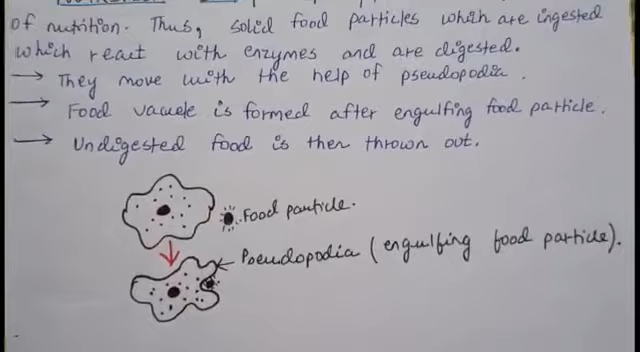 of nutrition. Thus, solid food particles which are ingested
which react with enzymes and are digested.
→ They move with the help of pseudopodia.
→ Food vacuole is formed after engulfing food particle.
→ Undigested food is then thrown out.
Food particle.
Pseudopodia (engulfing food particle).